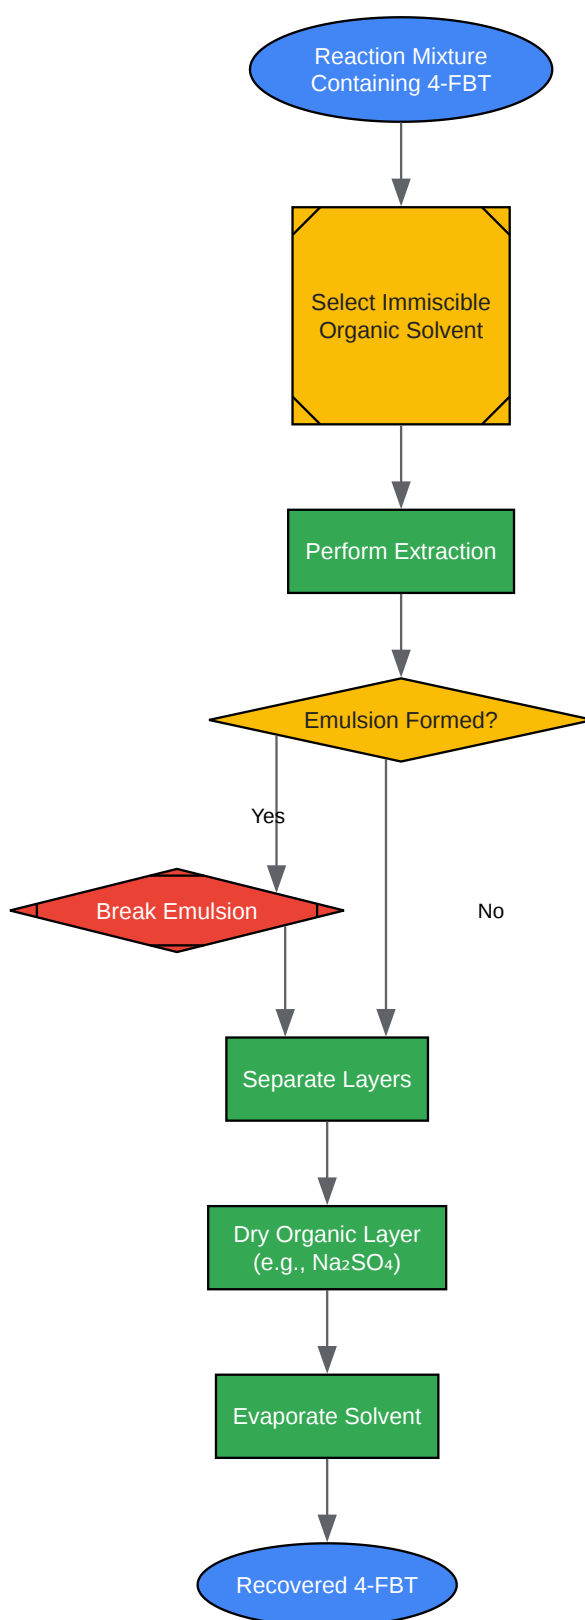 Reaction Mixture
Containing 4-FBT
Select Immiscible
Organic Solvent
Perform Extraction
Emulsion Formed?
Yes
Break Emulsion
No
Separate Layers
Dry Organic Layer
(e.g., Na₂SO₄)
Evaporate Solvent
Recovered 4-FBT